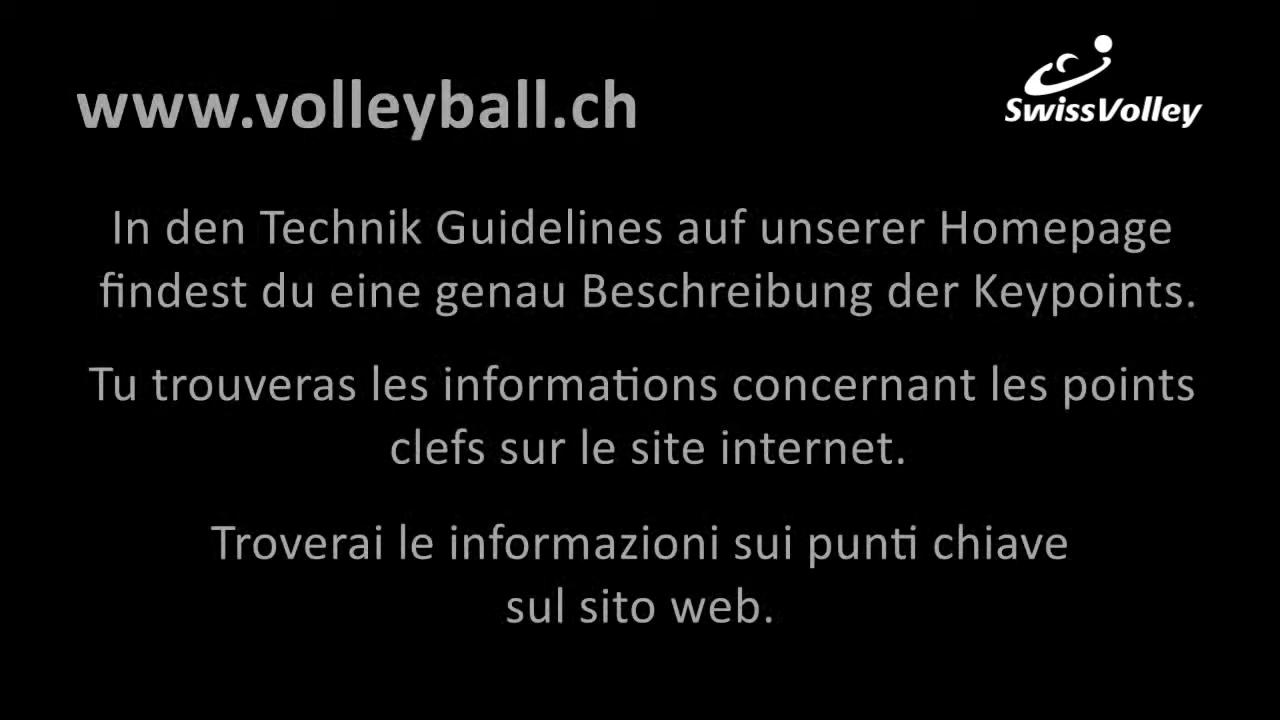 www.volleyball.ch
SwissVolley
In den Technik Guidelines auf unserer Homepage
findest du eine genau Beschreibung der Keypoints.
Tu trouveras les informations concernant les points
clefs sur le site internet.
Troverai le informazioni sui punti chiave
sul sito web.